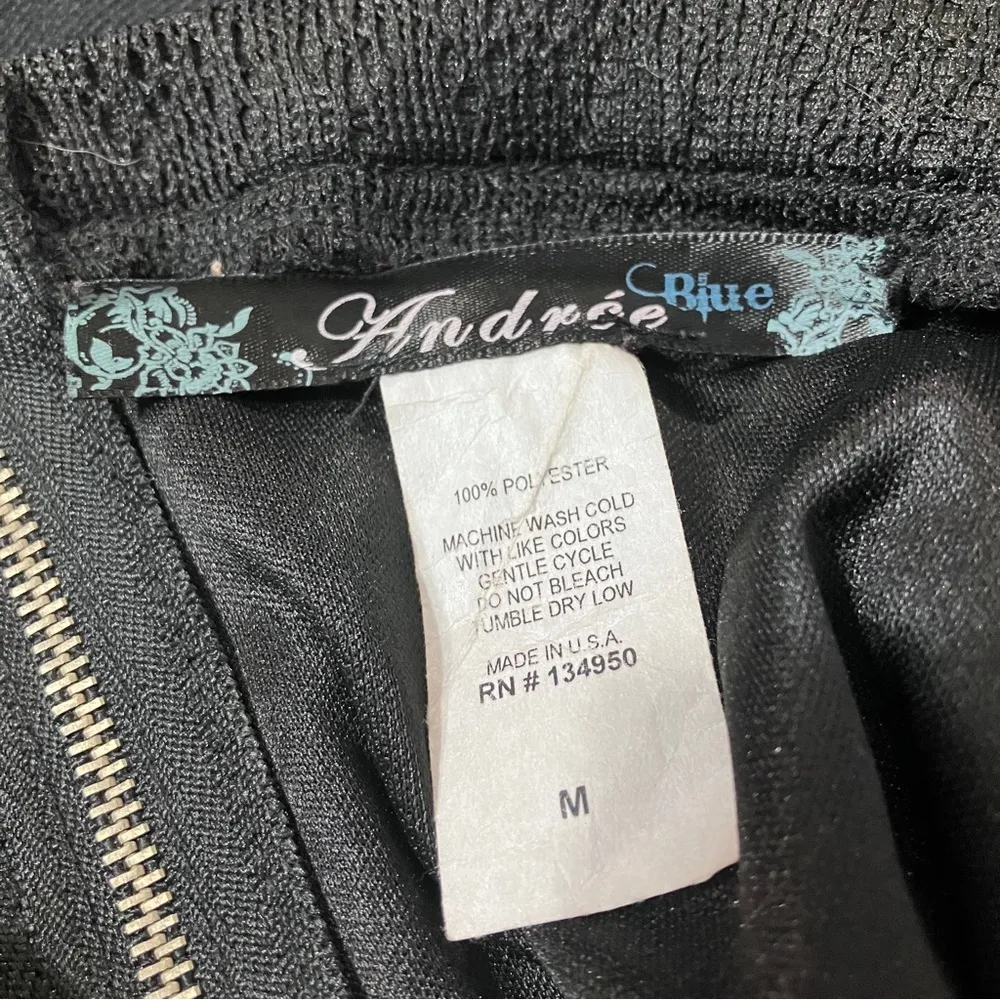 Andrée Blue
100% POLYESTER
MACHINE WASH COLD
WITH LIKE COLORS
GENTLE CYCLE
DO NOT BLEACH
TUMBLE DRY LOW
MADE IN U.S.A.
RN # 134950
M